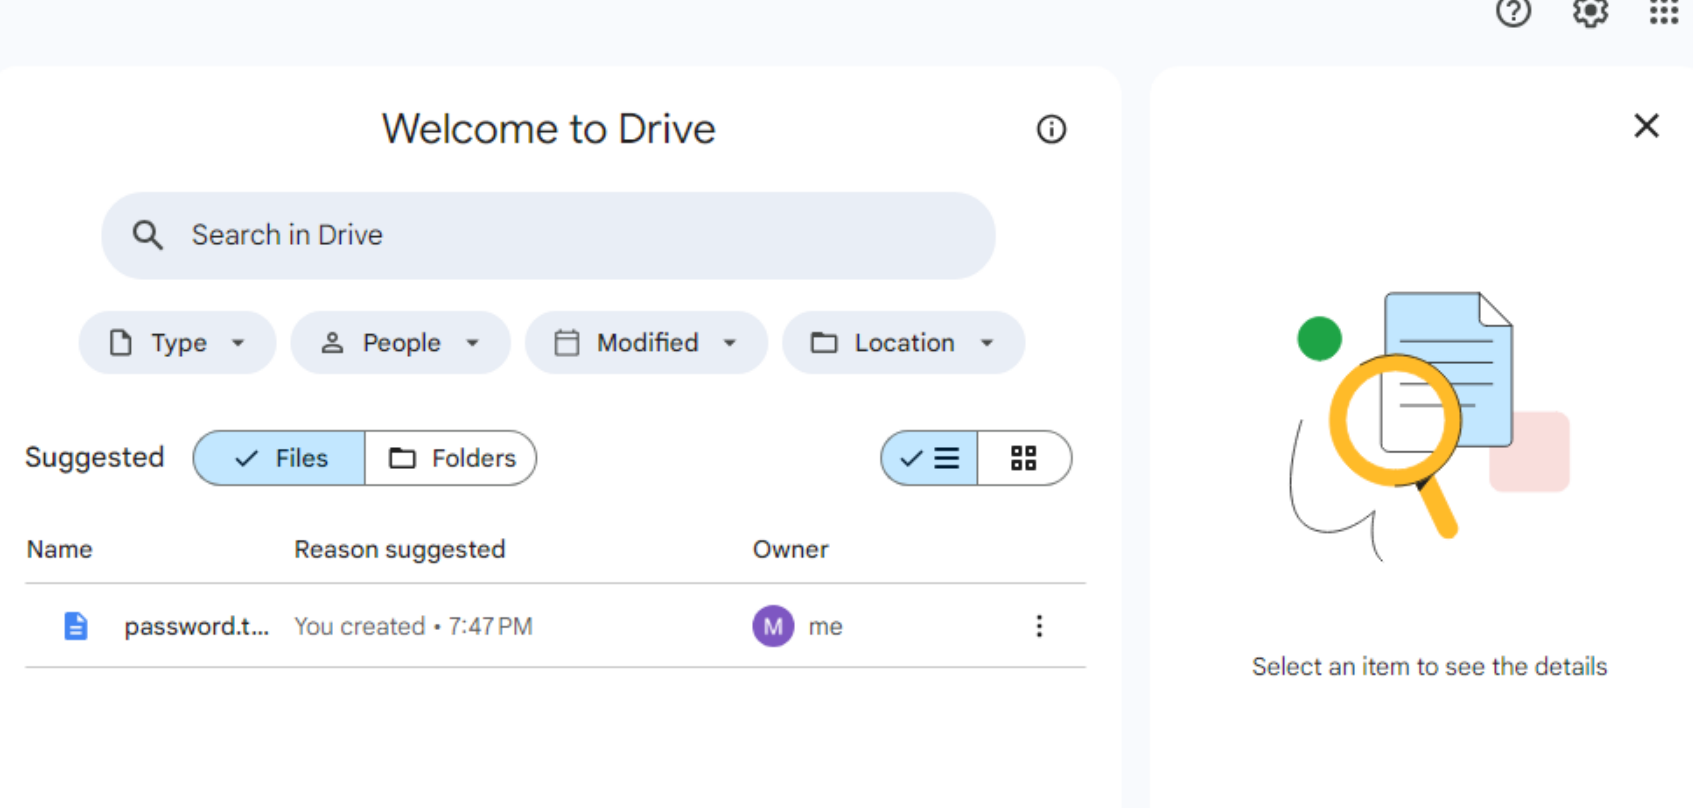 Welcome to Drive
Search in Drive
Type People Modified Location
Suggested Files Folders
Name Reason suggested Owner
password.t... You created • 7:47 PM M me
Select an item to see the details